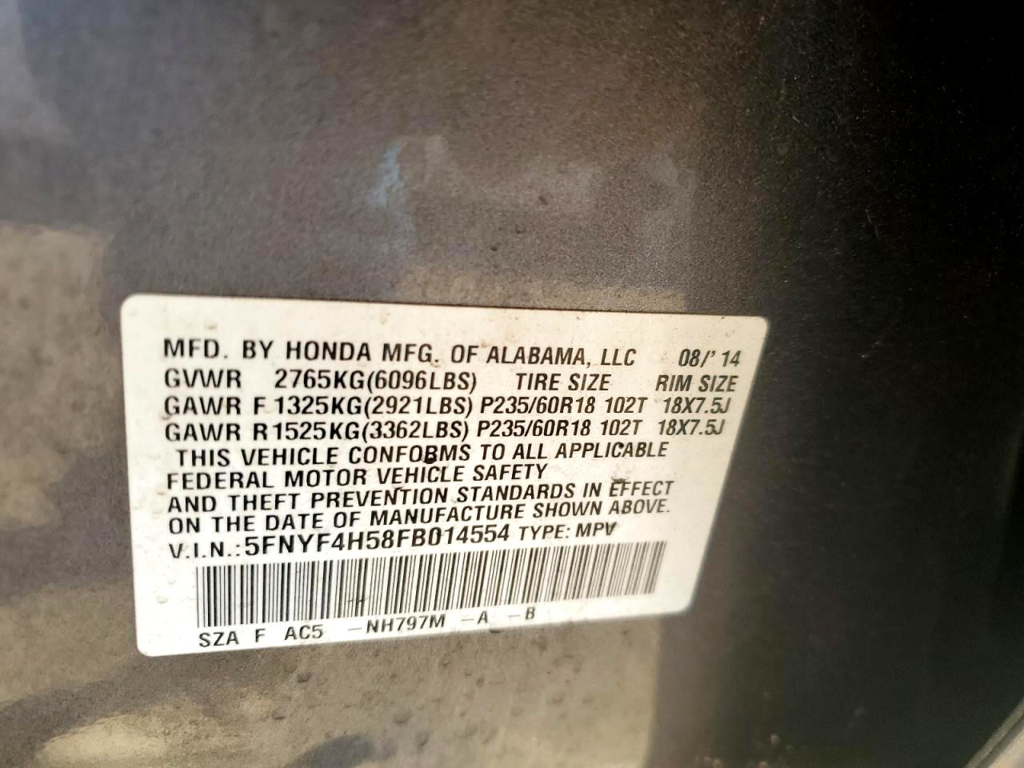 MFD. BY HONDA MFG. OF ALABAMA, LLC 08/'14
GVWR 2765KG(6096LBS) TIRE SIZE RIM SIZE
GAWR F 1325KG(2921LBS) P235/60R18 102T 18X7.5J
GAWR R 1525KG(3362LBS) P235/60R18 102T 18X7.5J
THIS VEHICLE CONFORMS TO ALL APPLICABLE
FEDERAL MOTOR VEHICLE SAFETY
AND THEFT PREVENTION STANDARDS IN EFFECT
ON THE DATE OF MANUFACTURE SHOWN ABOVE.
V.I.N.:5FNYF4H58FB014554 TYPE: MPV
SZA F AC5 -NH797M -A -B